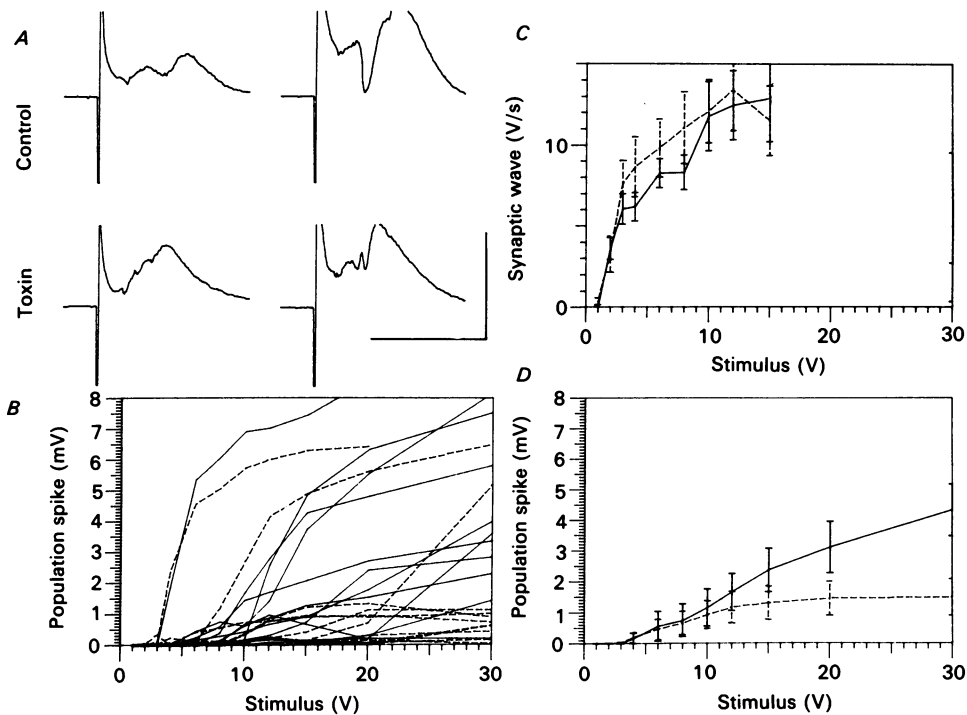 A
Control
Toxin
B
Population spike (mV)
8
7
6
5
4
3
2
1
0
0
10
20
30
Stimulus (V)
C
Synaptic wave (V/s)
10
0
0
10
20
30
Stimulus (V)
D
Population spike (mV)
8
7
6
5
4
3
2
1
0
0
10
20
30
Stimulus (V)